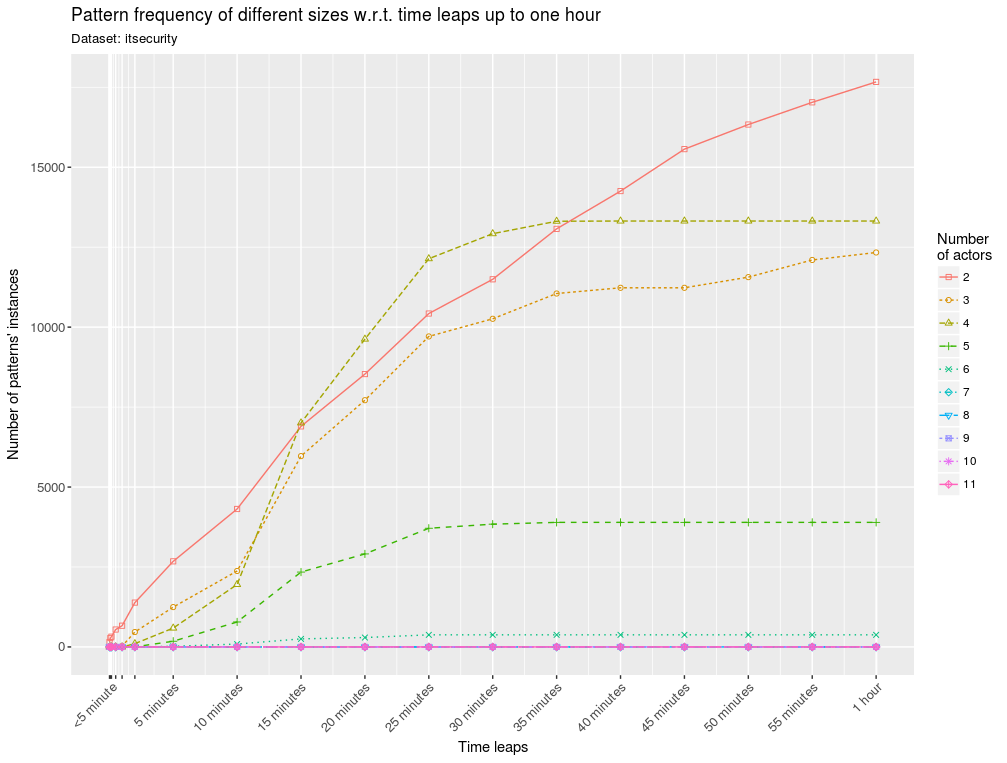 Pattern frequency of different sizes w.r.t. time leaps up to one hour
Dataset: itsecurity
Number of patterns' instances
15000
10000
5000
0
<5 minute
5 minutes
10 minutes
15 minutes
20 minutes
25 minutes
30 minutes
35 minutes
40 minutes
45 minutes
50 minutes
55 minutes
1 hour
Time leaps
Number
of actors
2
3
4
5
6
7
8
9
10
11